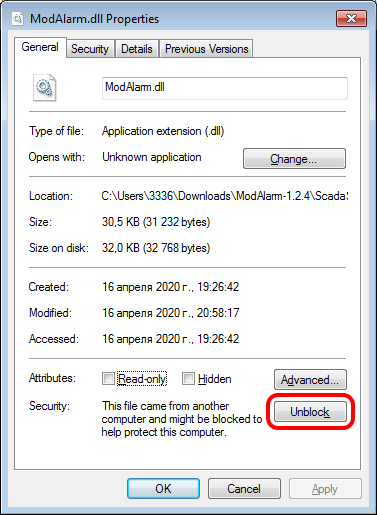 ModAlarm.dll Properties
General Security Details Previous Versions
ModAlarm.dll
Type of file: Application extension (.dll)
Opens with: Unknown application Change...
Location: C:\Users\3336\Downloads\ModAlarm-1.2.4\ScadaS
Size: 30,5 KB (31 232 bytes)
Size on disk: 32,0 KB (32 768 bytes)
Created: 16 апреля 2020 г., 19:26:42
Modified: 16 апреля 2020 г., 20:58:17
Accessed: 16 апреля 2020 г., 19:26:42
Attributes: Read-only Hidden Advanced...
Security: This file came from another
computer and might be blocked to
help protect this computer.
Unblock
OK Cancel Apply